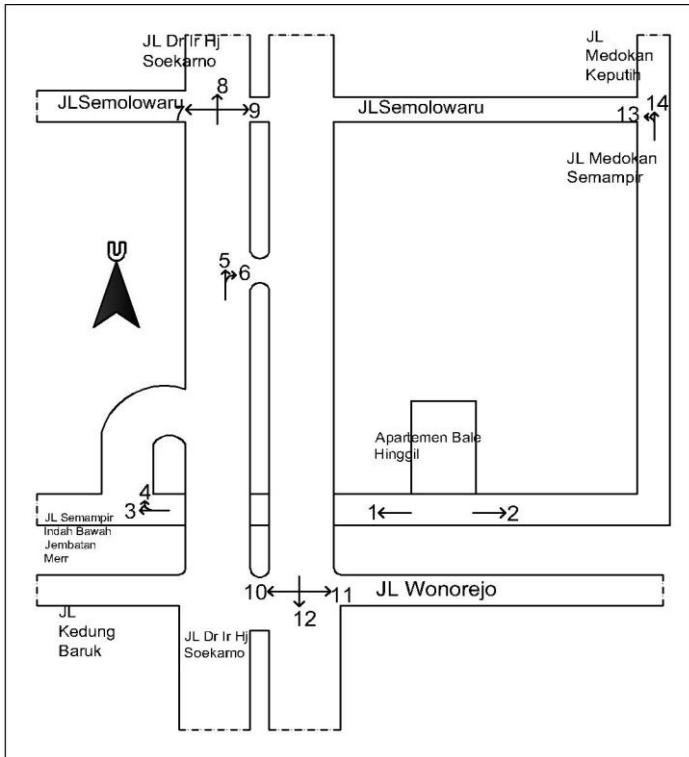 JL Dr Ir Hj
Soekarno
JL
Medokan
Keputih
8
JLSemolowaru
7
9
JLSemolowaru
13
14
JL Medokan
Semampir
U
5
6
Apartemen Bale
Hinggil
4
3
1
2
JL Semampir
Indah Bawah
Jembatan
Merr
10
11
JL Wonorejo
12
JL
Kedung
Baruk
JL Dr Ir Hj
Soekarno